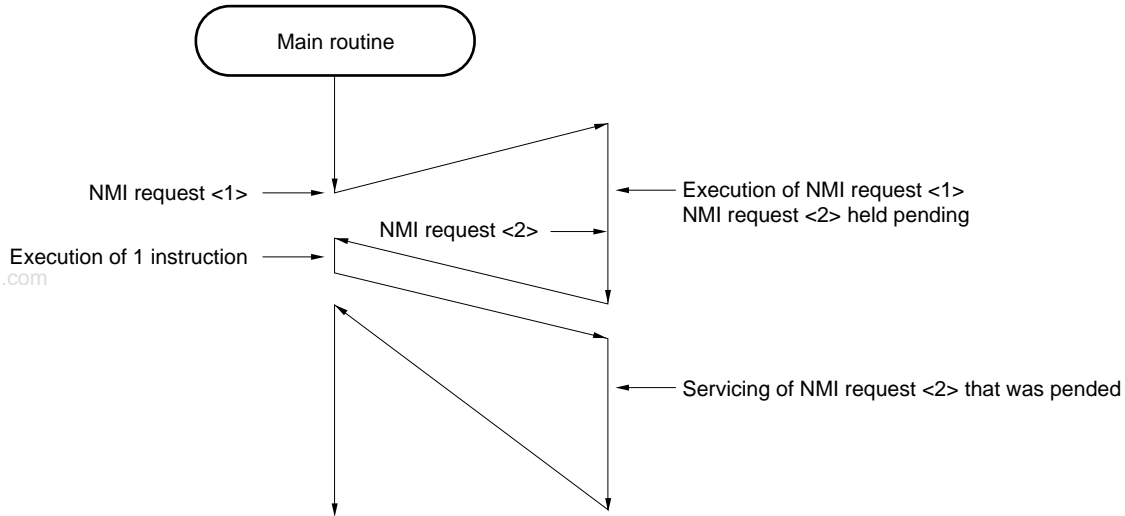 Main routine
NMI request <1>
Execution of NMI request <1>
NMI request <2> held pending
NMI request <2>
Execution of 1 instruction
.com
Servicing of NMI request <2> that was pended